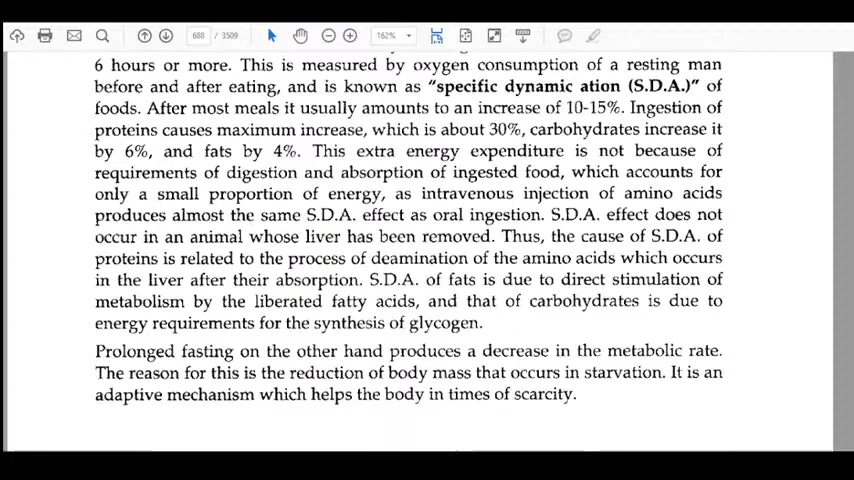 688 / 3509
162%
6 hours or more. This is measured by oxygen consumption of a resting man
before and after eating, and is known as “specific dynamic ation (S.D.A.)” of
foods. After most meals it usually amounts to an increase of 10-15%. Ingestion of
proteins causes maximum increase, which is about 30%, carbohydrates increase it
by 6%, and fats by 4%. This extra energy expenditure is not because of
requirements of digestion and absorption of ingested food, which accounts for
only a small proportion of energy, as intravenous injection of amino acids
produces almost the same S.D.A. effect as oral ingestion. S.D.A. effect does not
occur in an animal whose liver has been removed. Thus, the cause of S.D.A. of
proteins is related to the process of deamination of the amino acids which occurs
in the liver after their absorption. S.D.A. of fats is due to direct stimulation of
metabolism by the liberated fatty acids, and that of carbohydrates is due to
energy requirements for the synthesis of glycogen.
Prolonged fasting on the other hand produces a decrease in the metabolic rate.
The reason for this is the reduction of body mass that occurs in starvation. It is an
adaptive mechanism which helps the body in times of scarcity.